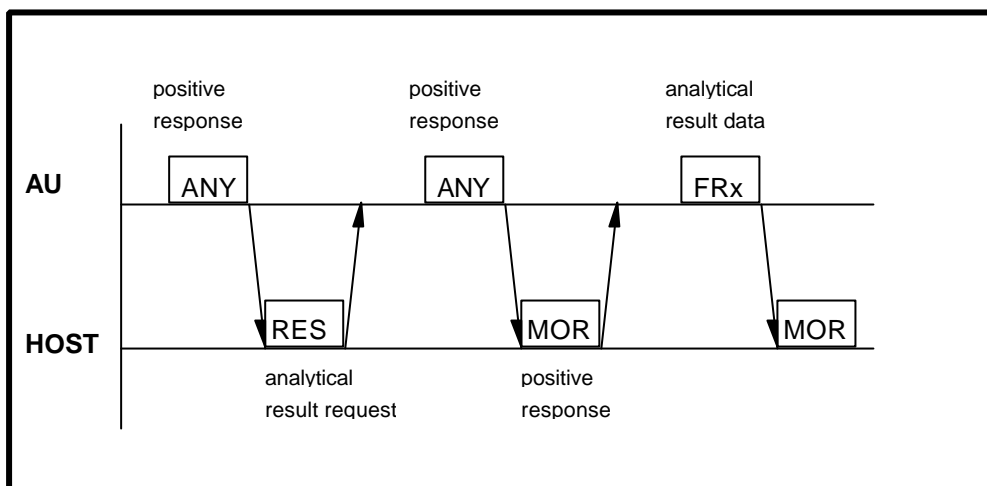 positive
response
positive
response
analytical
result data
AU
ANY
ANY
FRx
HOST
RES
MOR
MOR
analytical
result request
positive
response